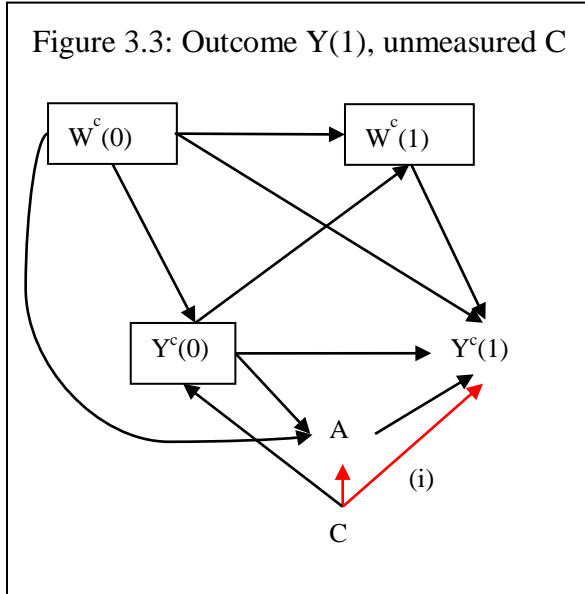 Figure 3.3: Outcome Y(1), unmeasured C
W^c(0)
W^c(1)
Y^c(0)
Y^c(1)
A
(i)
C